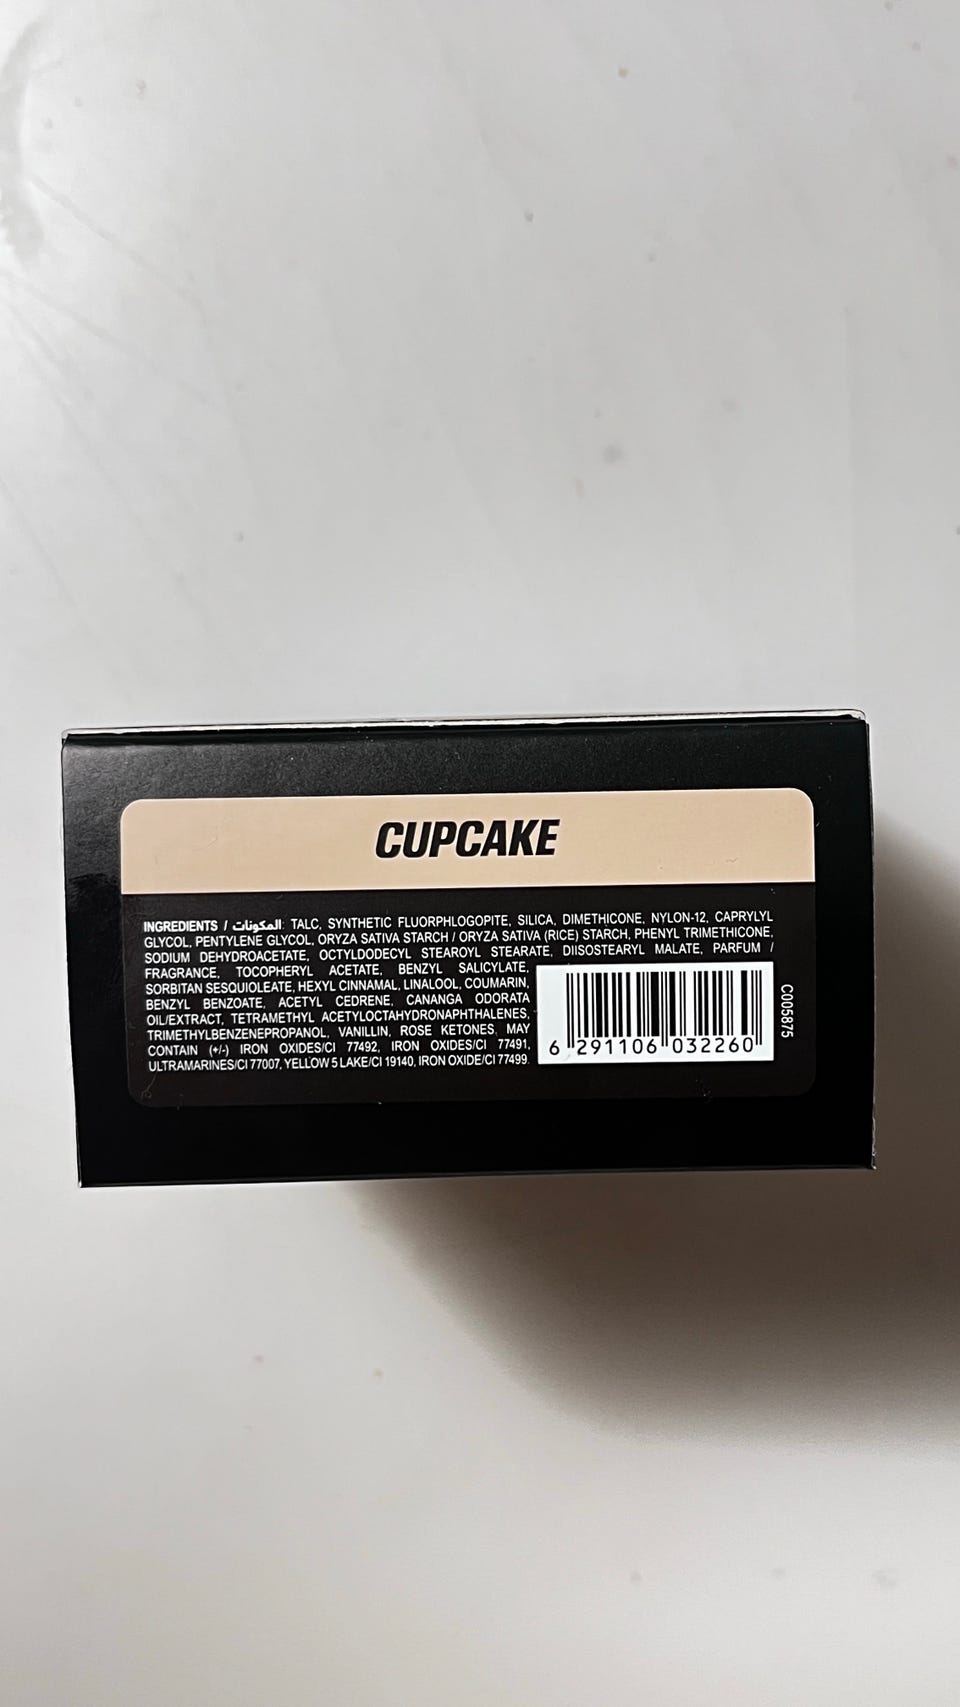 CUPCAKE
INGREDIENTS / المكونات: TALC, SYNTHETIC FLUORPHLOGOPITE, SILICA, DIMETHICONE, NYLON-12, CAPRYLYL
GLYCOL, PENTYLENE GLYCOL, ORYZA SATIVA STARCH / ORYZA SATIVA (RICE) STARCH, PHENYL TRIMETHICONE,
SODIUM DEHYDROACETATE, OCTYLDODECYL STEAROYL STEARATE, DIISOSTEARYL MALATE, PARFUM /
FRAGRANCE, TOCOPHERYL ACETATE, BENZYL SALICYLATE,
SORBITAN SESQUIOLEATE, HEXYL CINNAMAL, LINALOOL, COUMARIN,
BENZYL BENZOATE, ACETYL CEDRENE, CANANGA ODORATA
OIL/EXTRACT, TETRAMETHYL ACETYLOCTAHYDRONAPHTHALENES,
TRIMETHYLBENZENEPROPANOL, VANILLIN, ROSE KETONES, MAY
CONTAIN (+/-) IRON OXIDES/CI 77492, IRON OXIDES/CI 77491,
ULTRAMARINES/CI 77007, YELLOW 5 LAKE/CI 19140, IRON OXIDE/CI 77499.
6 291106 032260
C005875